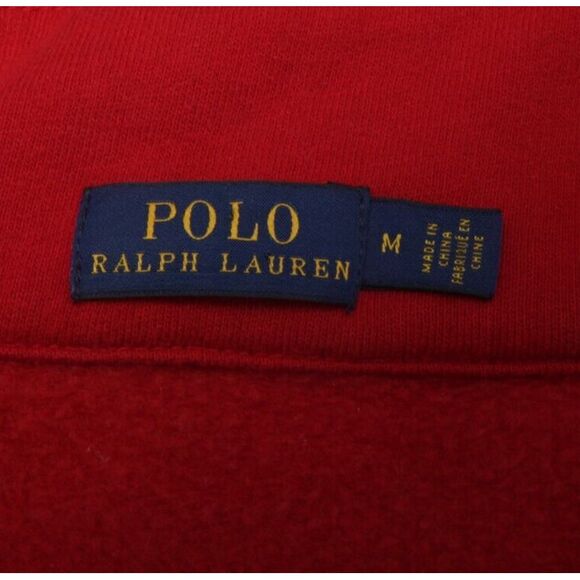 POLO
RALPH LAUREN
M
MADE IN
CHINA
FABRIQUÉ EN
CHINE